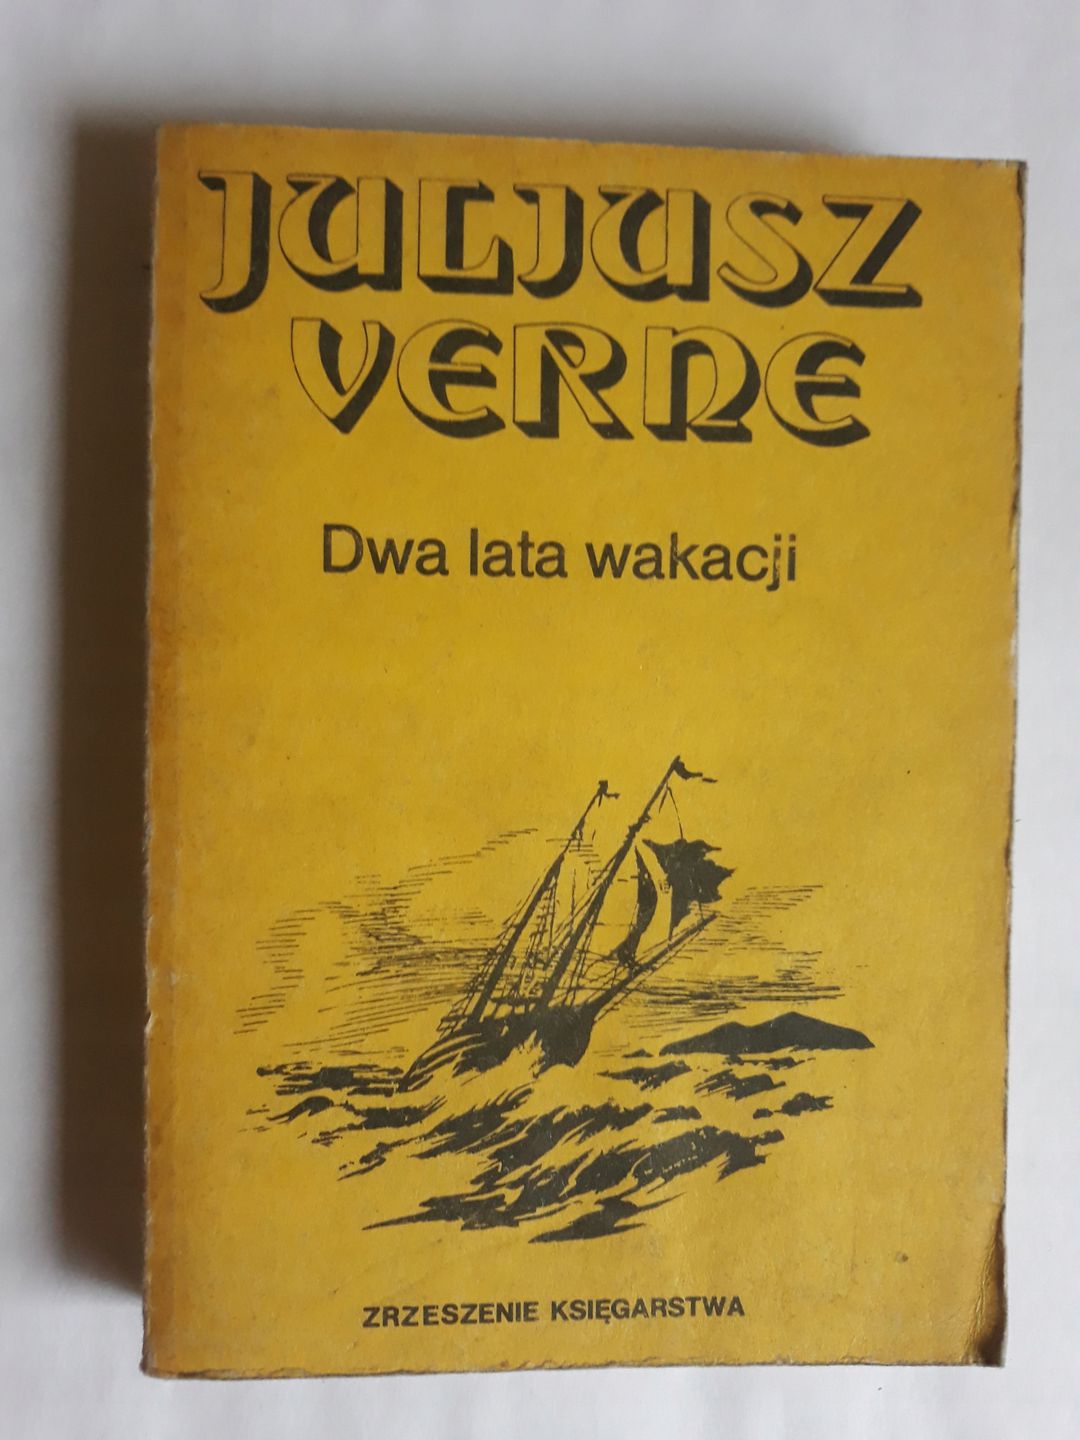 JULJUSZ
VERNE
Dwa lata wakacji
ZRZESZENIE KSIĘGARSTWA